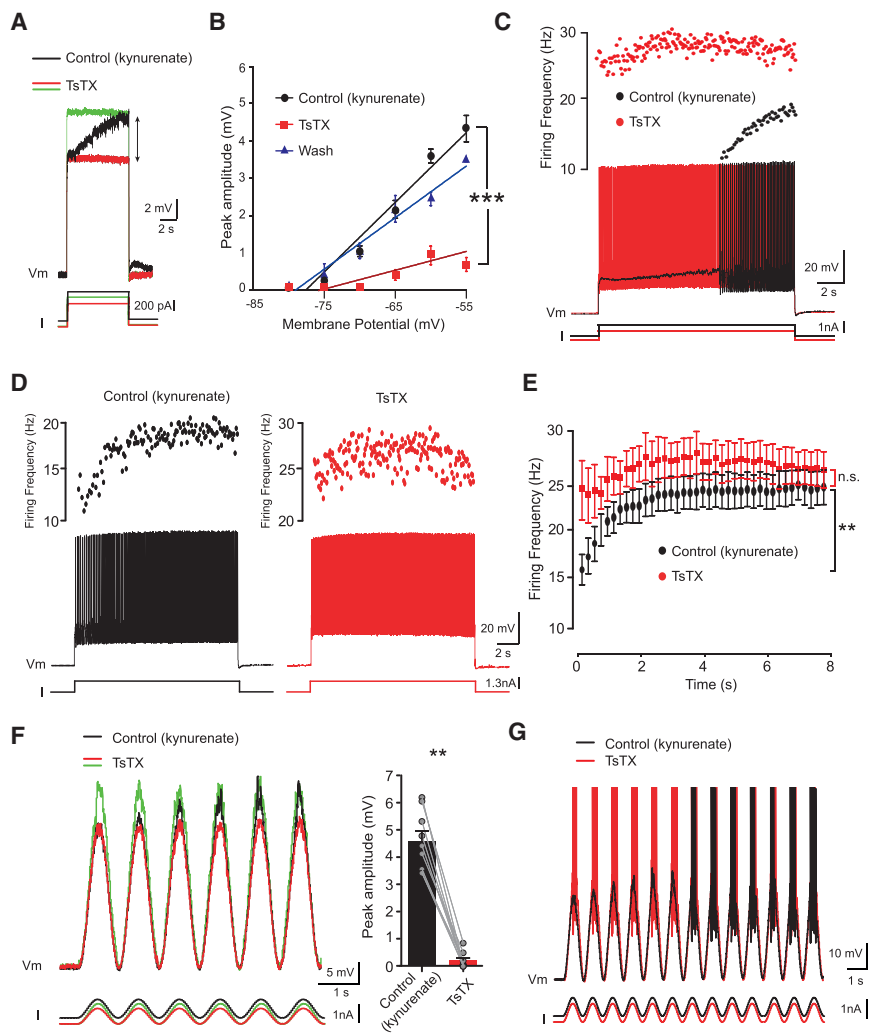 A
Control (kynurenate)
TsTX
2 mV
2 s
Vm
200 pA
I
B
Peak amplitude (mV)
6
5
4
3
2
1
0
-85
-75
-65
-55
Membrane Potential (mV)
Control (kynurenate)
TsTX
Wash
***
C
Firing Frequency (Hz)
30
20
10
Control (kynurenate)
TsTX
20 mV
2 s
Vm
I
1nA
D
Control (kynurenate)
Firing Frequency (Hz)
20
15
10
Vm
I
TsTX
Firing Frequency (Hz)
30
25
20
20 mV
2 s
1.3nA
E
Firing Frequency (Hz)
30
25
20
15
10
n.s.
**
Control (kynurenate)
TsTX
0
2
4
6
8
Time (s)
F
Control (kynurenate)
TsTX
Vm
5 mV
1 s
I
1nA
**
Peak amplitude (mV)
7
6
5
4
3
2
1
0
Control
(kynurenate)
TsTX
G
Control (kynurenate)
TsTX
Vm
10 mV
1 s
I
1nA